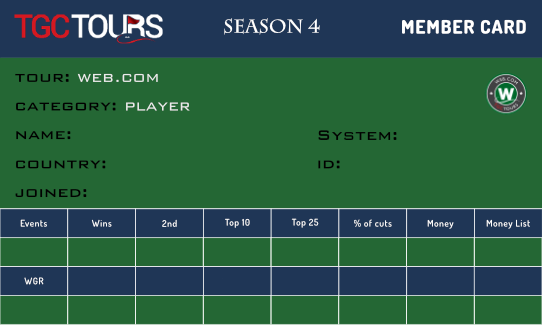 TGCTOURS SEASON 4 MEMBER CARD
TOUR: WEB.COM
CATEGORY: PLAYER
WEB.COM
W
TOURS
NAME: SYSTEM:
COUNTRY: ID:
JOINED:
Events Wins 2nd Top 10 Top 25 % of cuts Money Money List
WGR